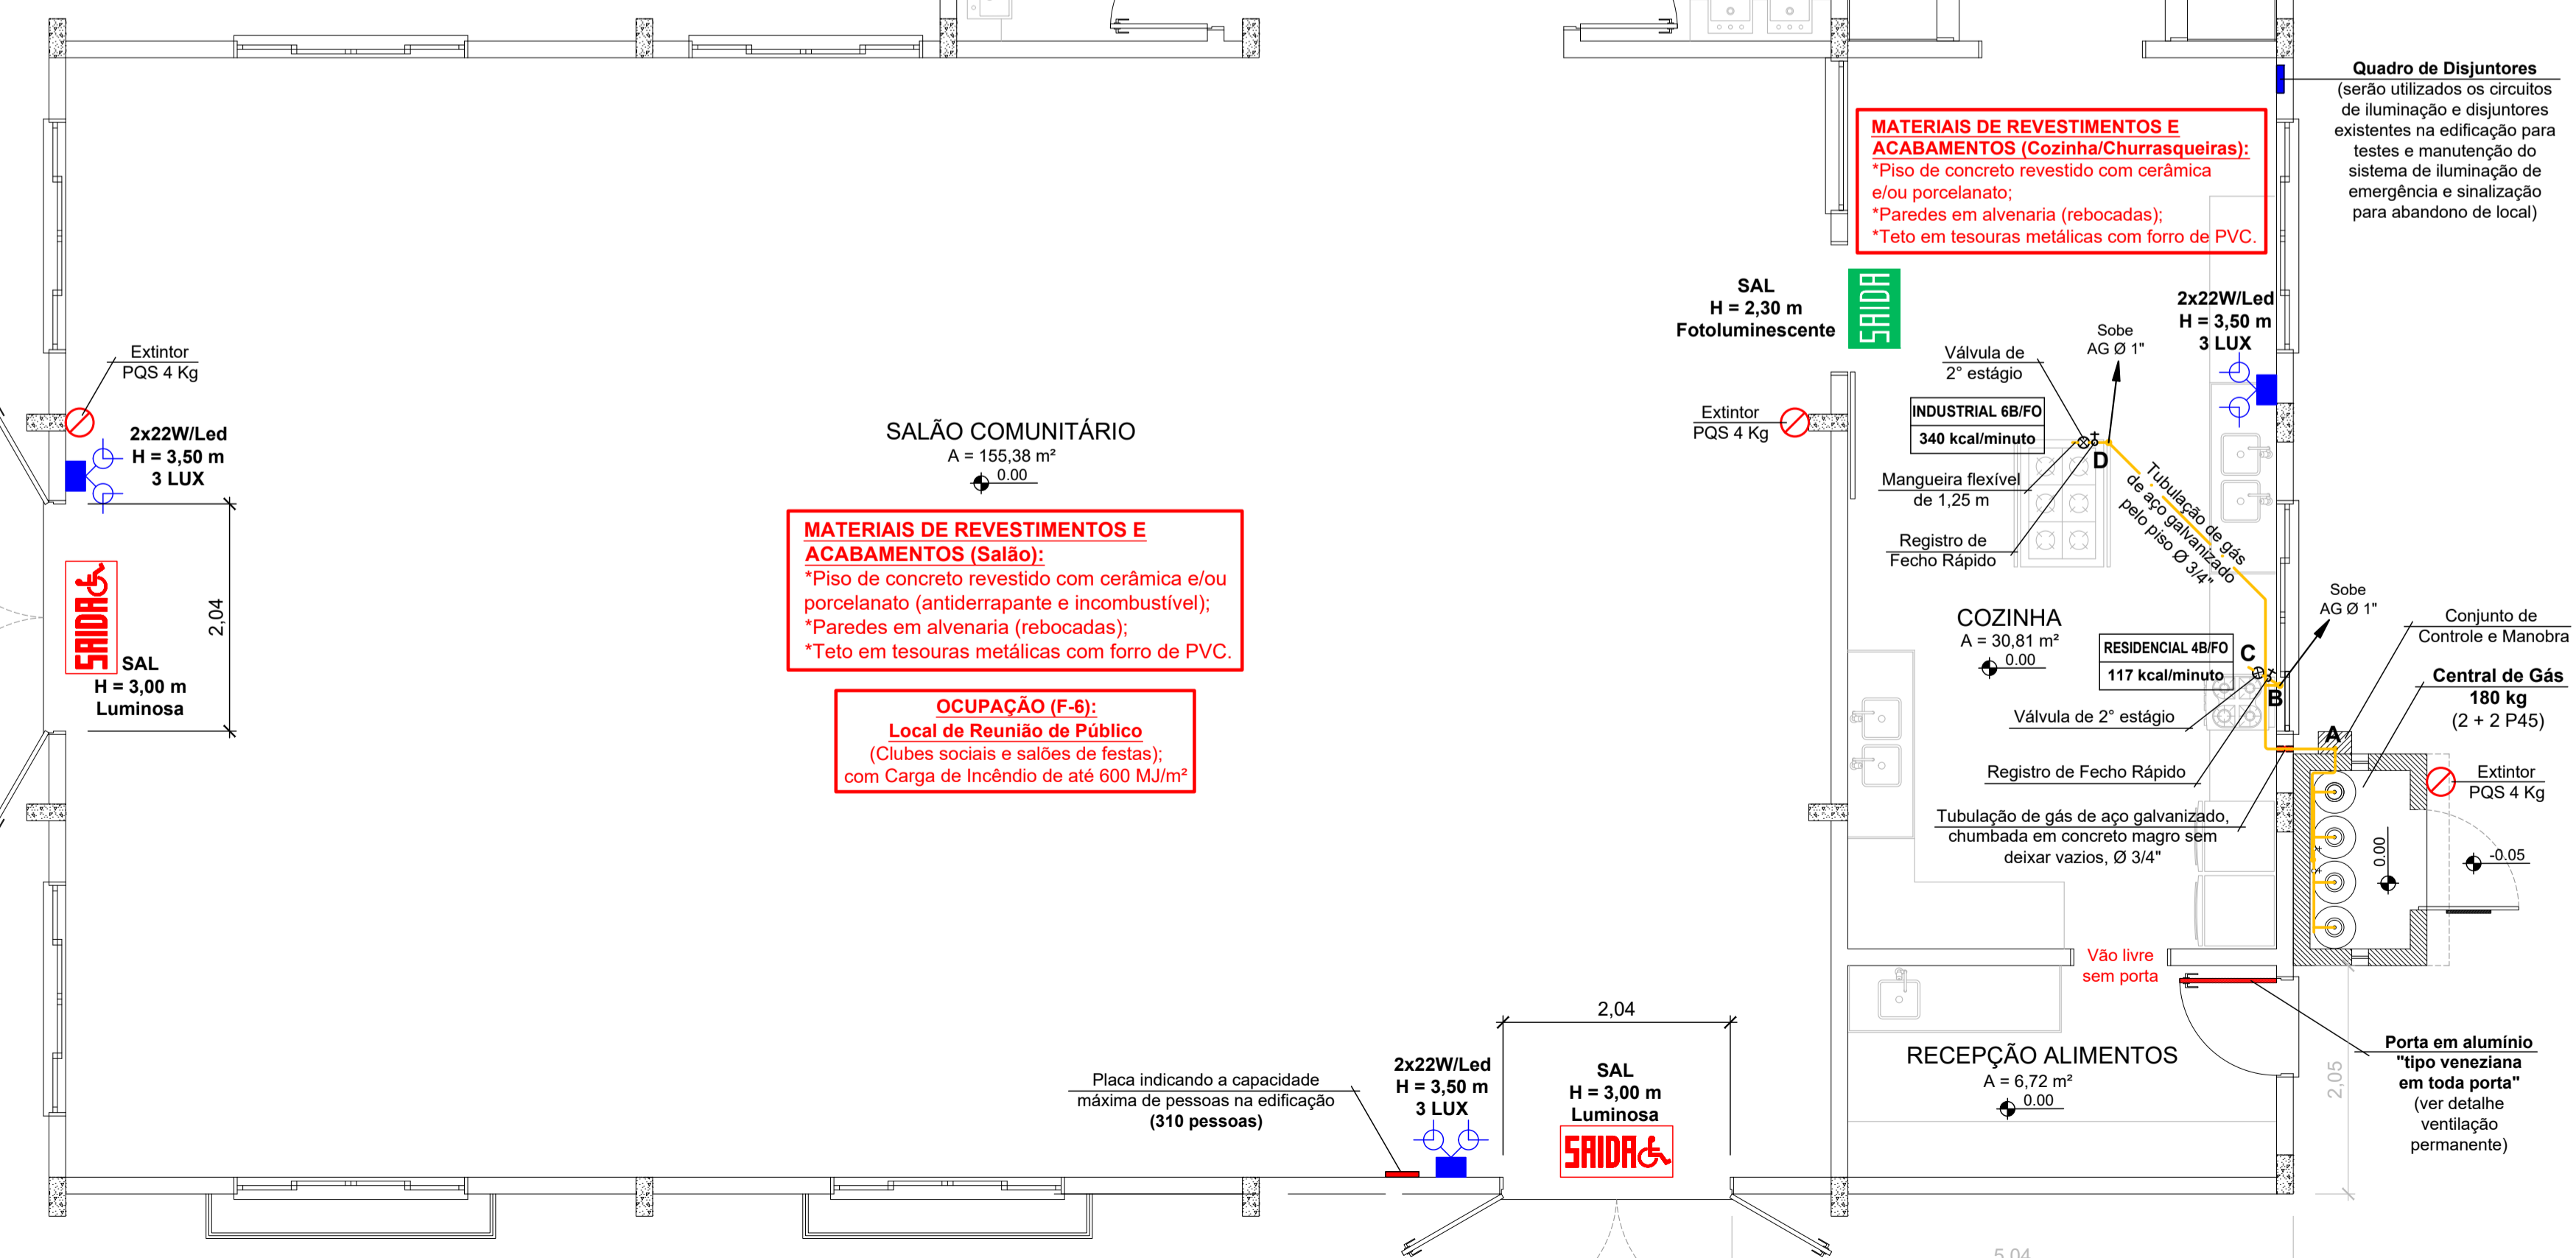 Quadro de Disjuntores
(serão utilizados os circuitos
de iluminação e disjuntores
existentes na edificação para
testes e manutenção do
sistema de iluminação de
emergência e sinalização
para abandono de local)
MATERIAIS DE REVESTIMENTOS E
ACABAMENTOS (Cozinha/Churrasqueiras):
*Piso de concreto revestido com cerâmica
e/ou porcelanato;
*Paredes em alvenaria (rebocadas);
*Teto em tesouras metálicas com forro de PVC.
SAL
H = 2,30 m
Fotoluminescente
SAIDA
2x22W/Led
H = 3,50 m
3 LUX
Sobe
AG Ø 1"
Válvula de
2° estágio
INDUSTRIAL 6B/FO
340 kcal/minuto
D
Mangueira flexível
de 1,25 m
Registro de
Fecho Rápido
Tubulação de gás
de aço galvanizado
pelo piso Ø 3/4"
Extintor
PQS 4 Kg
Extintor
PQS 4 Kg
2x22W/Led
H = 3,50 m
3 LUX
SALÃO COMUNITÁRIO
A = 155,38 m²
0.00
MATERIAIS DE REVESTIMENTOS E
ACABAMENTOS (Salão):
*Piso de concreto revestido com cerâmica e/ou
porcelanato (antiderrapante e incombustível);
*Paredes em alvenaria (rebocadas);
*Teto em tesouras metálicas com forro de PVC.
OCUPAÇÃO (F-6):
Local de Reunião de Público
(Clubes sociais e salões de festas);
com Carga de Incêndio de até 600 MJ/m²
2,04
SAIDA
SAL
H = 3,00 m
Luminosa
COZINHA
A = 30,81 m²
0.00
RESIDENCIAL 4B/FO
117 kcal/minuto
C
B
A
Sobe
AG Ø 1"
Conjunto de
Controle e Manobra
Central de Gás
180 kg
(2 + 2 P45)
Válvula de 2° estágio
Registro de Fecho Rápido
Tubulação de gás de aço galvanizado,
chumbada em concreto magro sem
deixar vazios, Ø 3/4"
Extintor
PQS 4 Kg
0.00
-0.05
Vão livre
sem porta
2,04
Placa indicando a capacidade
máxima de pessoas na edificação
(310 pessoas)
2x22W/Led
H = 3,50 m
3 LUX
SAL
H = 3,00 m
Luminosa
SAIDA
RECEPÇÃO ALIMENTOS
A = 6,72 m²
0.00
2,05
Porta em alumínio
"tipo veneziana
em toda porta"
(ver detalhe
ventilação
permanente)
5,04